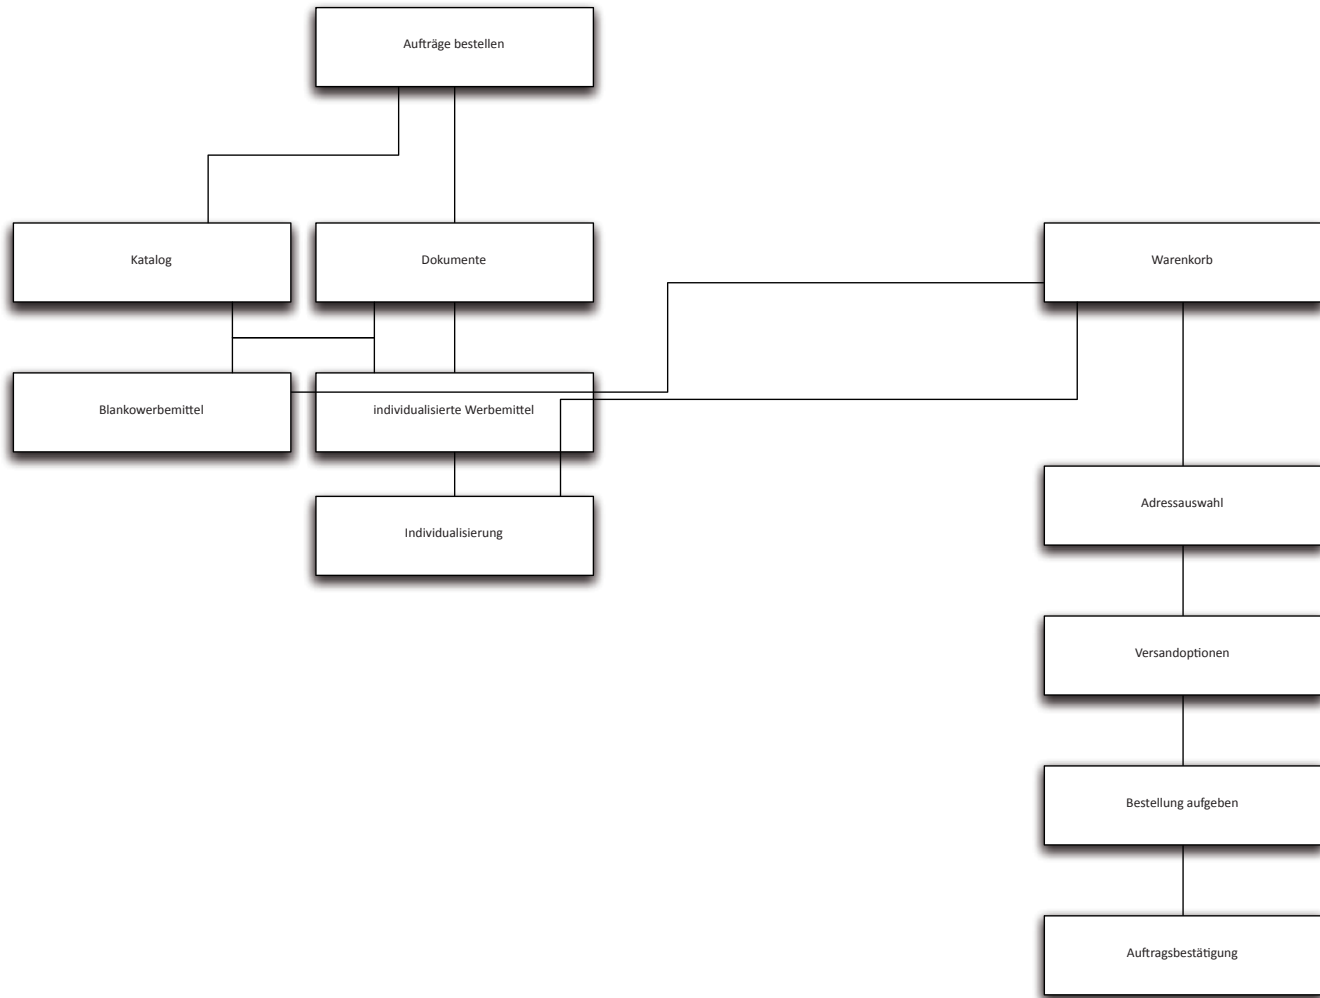 Aufträge bestellen
Katalog
Dokumente
Warenkorb
Blankowerbemittel
individualisierte Werbemittel
Adressauswahl
Individualisierung
Versandoptionen
Bestellung aufgeben
Auftragsbestätigung